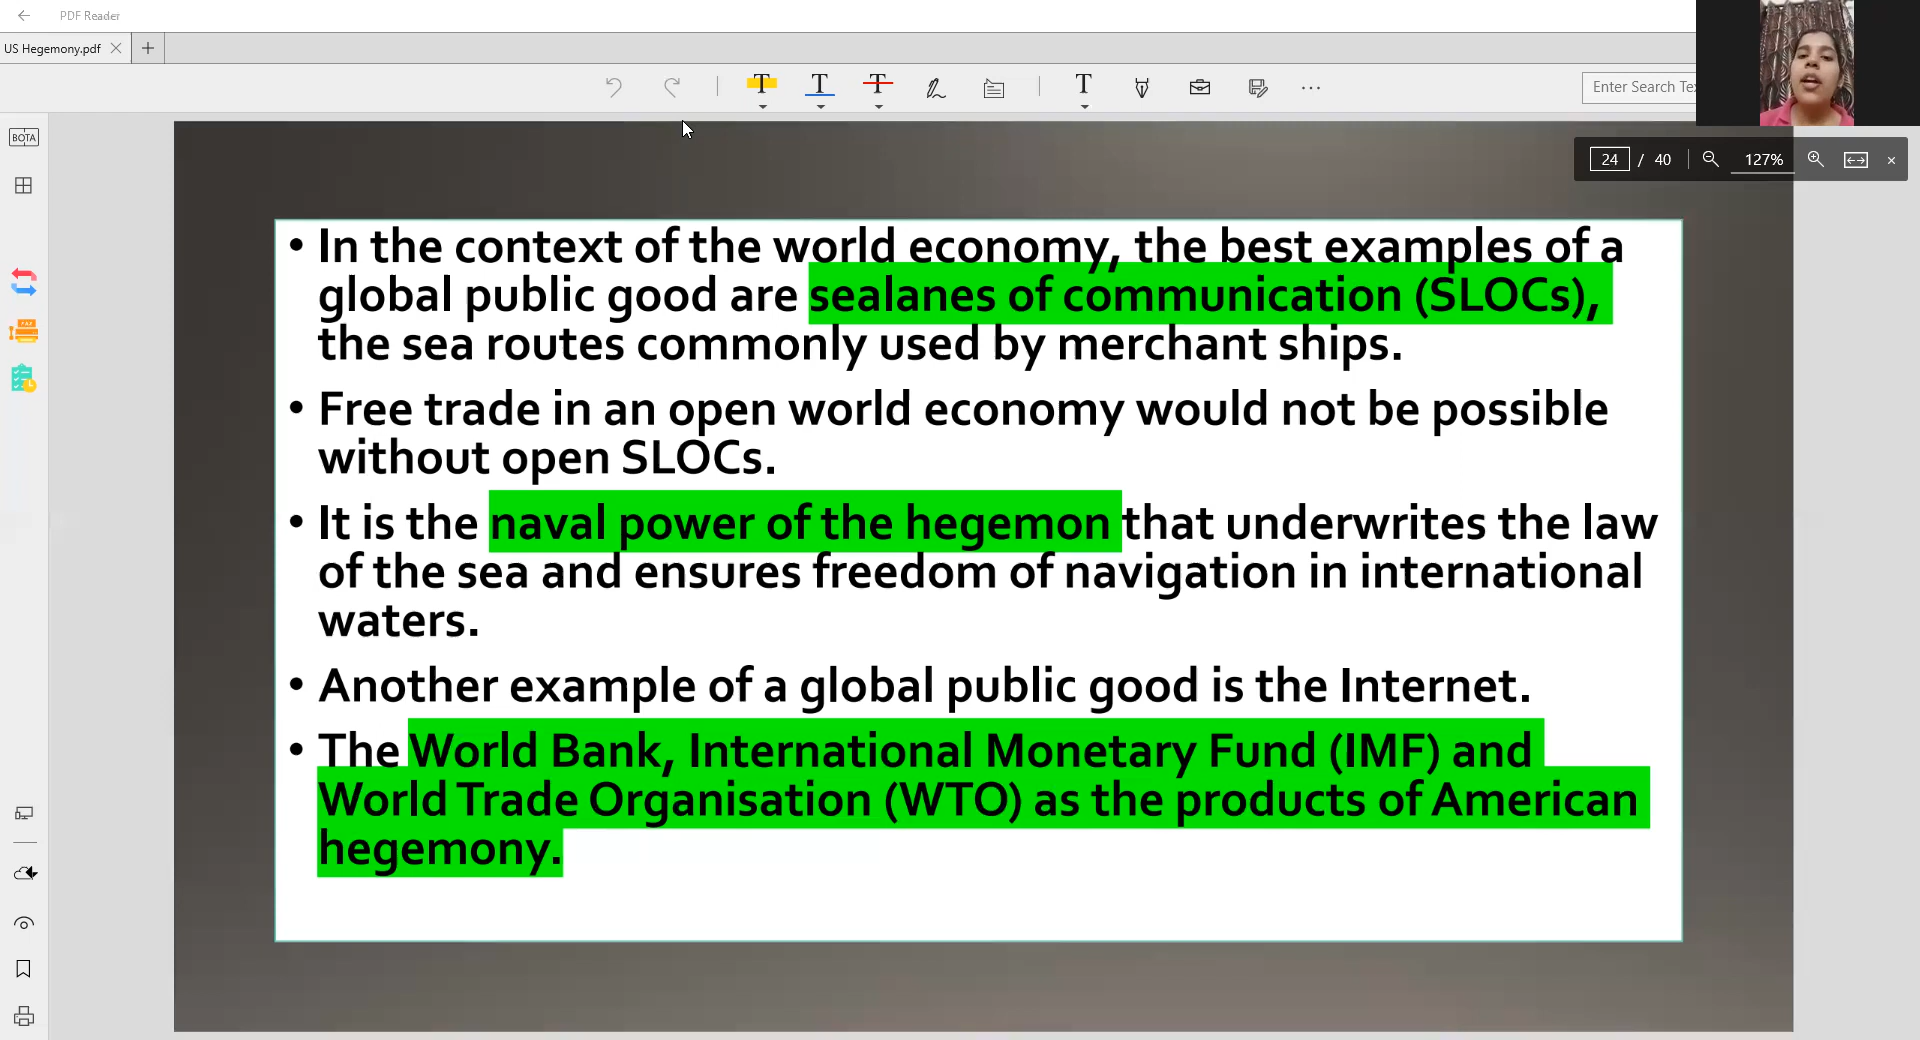 PDF Reader
US Hegemony.pdf
Enter Search Te
BOTA
24 / 40 127%
• In the context of the world economy, the best examples of a
global public good are sealanes of communication (SLOCs),
the sea routes commonly used by merchant ships.
• Free trade in an open world economy would not be possible
without open SLOCs.
• It is the naval power of the hegemon that underwrites the law
of the sea and ensures freedom of navigation in international
waters.
• Another example of a global public good is the Internet.
• The World Bank, International Monetary Fund (IMF) and
World Trade Organisation (WTO) as the products of American
hegemony.